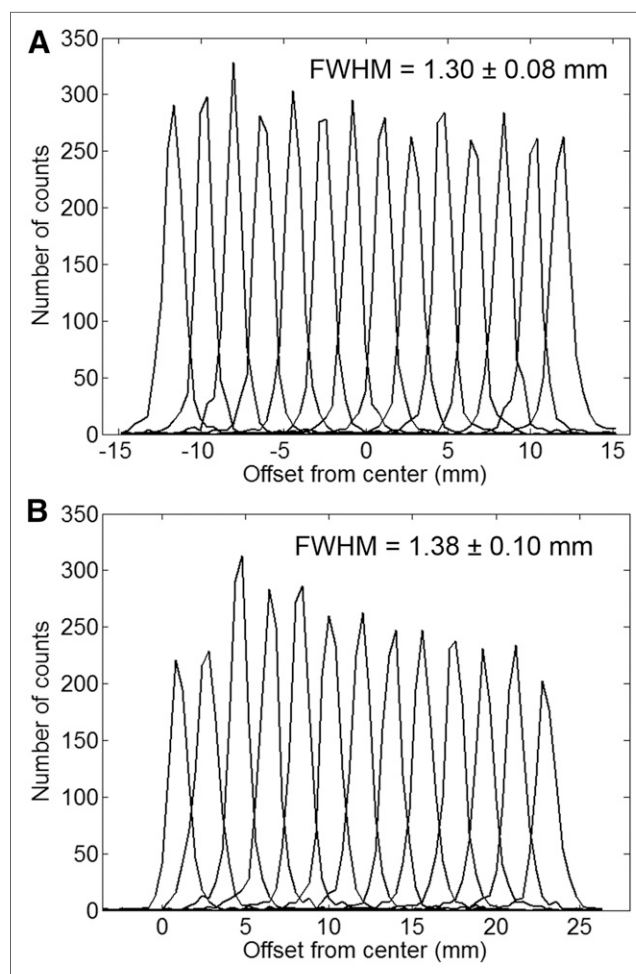 A
FWHM = 1.30 ± 0.08 mm
350
300
250
200
150
100
50
0
Number of counts
-15 -10 -5 0 5 10 15
Offset from center (mm)
B
FWHM = 1.38 ± 0.10 mm
350
300
250
200
150
100
50
0
Number of counts
0 5 10 15 20 25
Offset from center (mm)